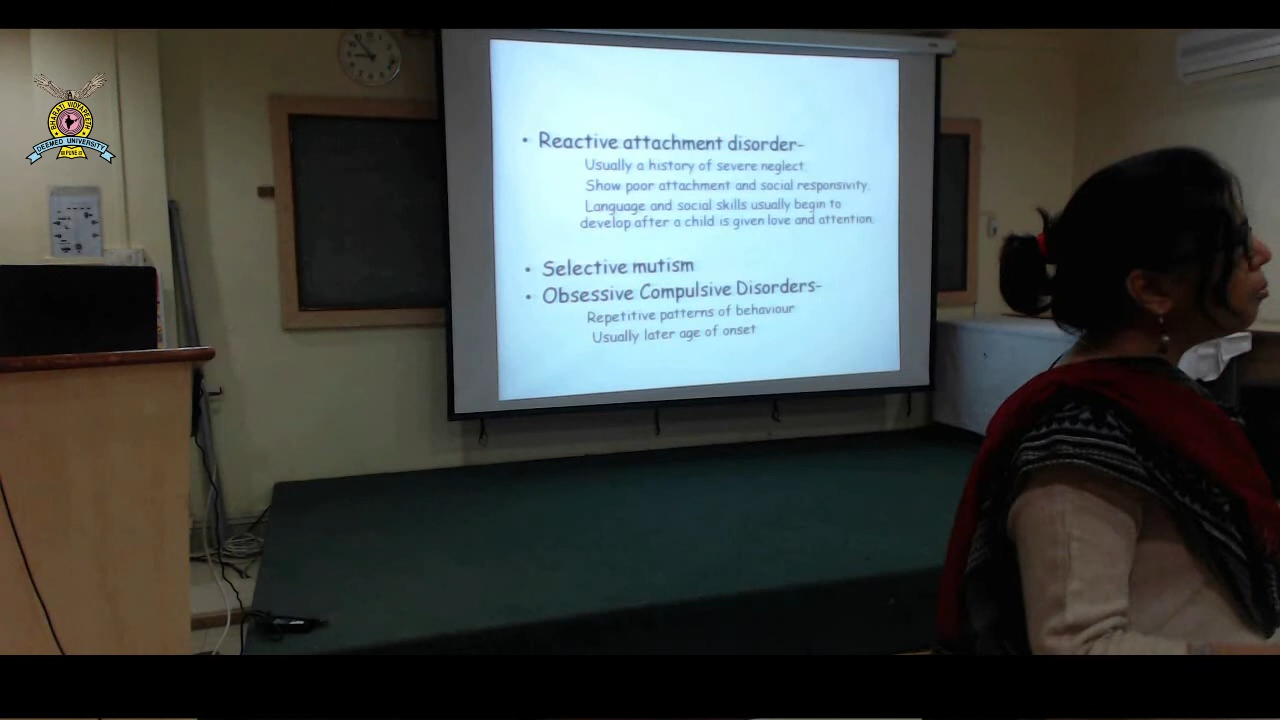 BHARATI VIDYAPEETH
DEEMED UNIVERSITY
• Reactive attachment disorder-
Usually a history of severe neglect.
Show poor attachment and social responsivity.
Language and social skills usually begin to
develop after a child is given love and attention.
• Selective mutism
• Obsessive Compulsive Disorders-
Repetitive patterns of behaviour
Usually later age of onset